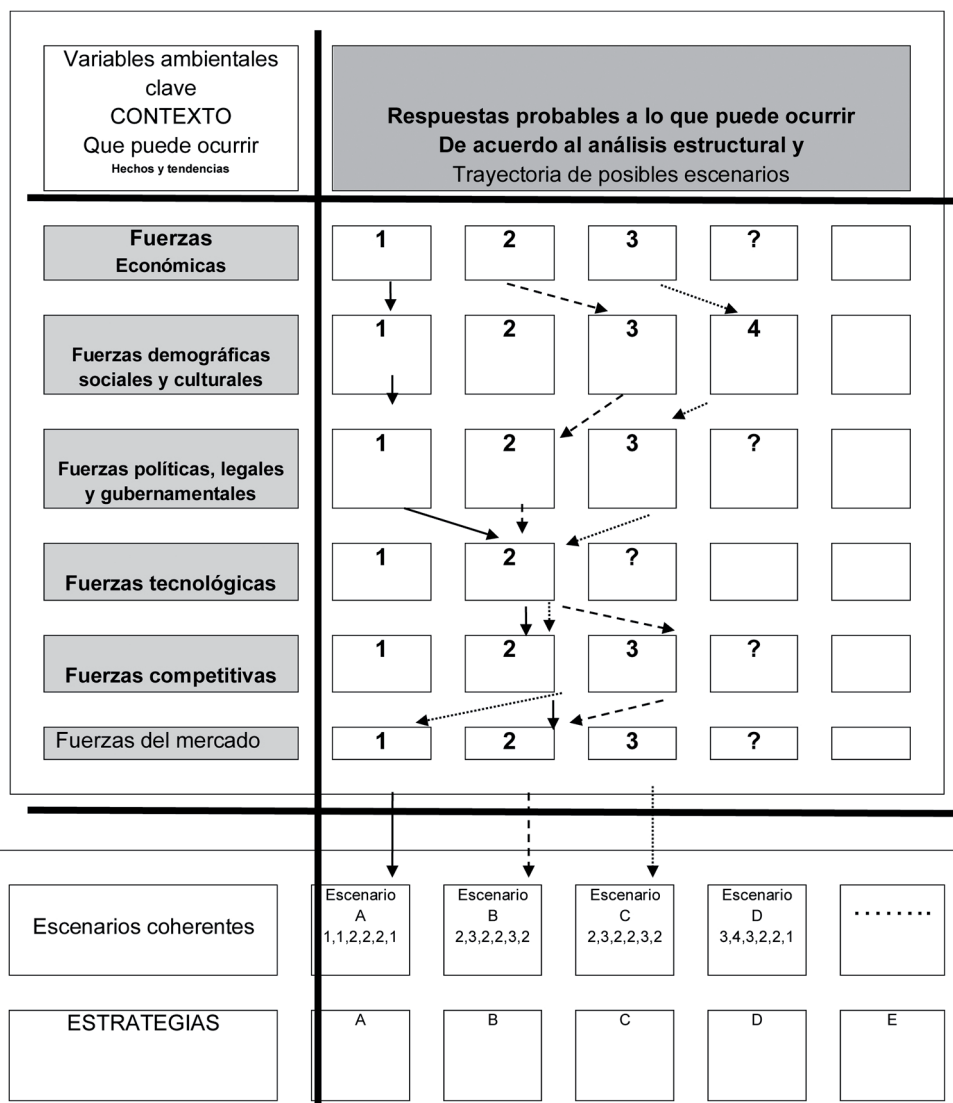 Variables ambientales
clave
CONTEXTO
Que puede ocurrir
Hechos y tendencias
Respuestas probables a lo que puede ocurrir
De acuerdo al análisis estructural y
Trayectoria de posibles escenarios
Fuerzas
Económicas
1 2 3 ?
Fuerzas demográficas
sociales y culturales
1 2 3 4
Fuerzas políticas, legales
y gubernamentales
1 2 3 ?
Fuerzas tecnológicas
1 2 ?
Fuerzas competitivas
1 2 3 ?
Fuerzas del mercado
1 2 3 ?
Escenarios coherentes
Escenario
A
1,1,2,2,2,1
Escenario
B
2,3,2,2,3,2
Escenario
C
2,3,2,2,3,2
Escenario
D
3,4,3,2,2,1
........
ESTRATEGIAS
A B C D E